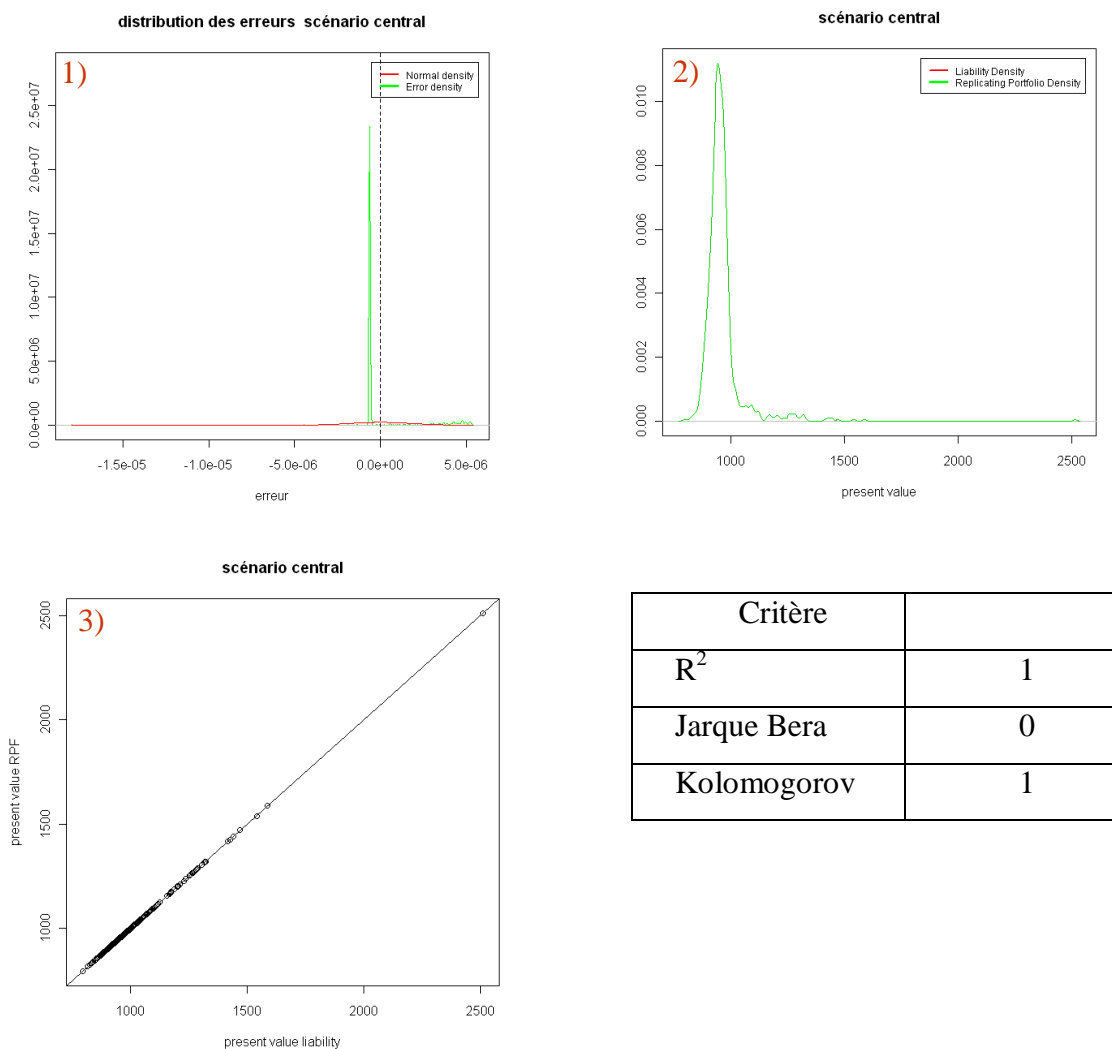 distribution des erreurs scénario central
1)
Normal density
Error density
0.0e+00
5.0e+06
1.0e+07
1.5e+07
2.0e+07
2.5e+07
-1.5e-05
-1.0e-05
-5.0e-06
0.0e+00
5.0e-06
erreur
scénario central
2)
Liability Density
Replicating Portfolio Density
0.000
0.002
0.004
0.006
0.008
0.010
1000
1500
2000
2500
present value
scénario central
3)
present value RPF
1000
1500
2000
2500
1000
1500
2000
2500
present value liability
Critère
R² 1
Jarque Bera 0
Kolomogorov 1